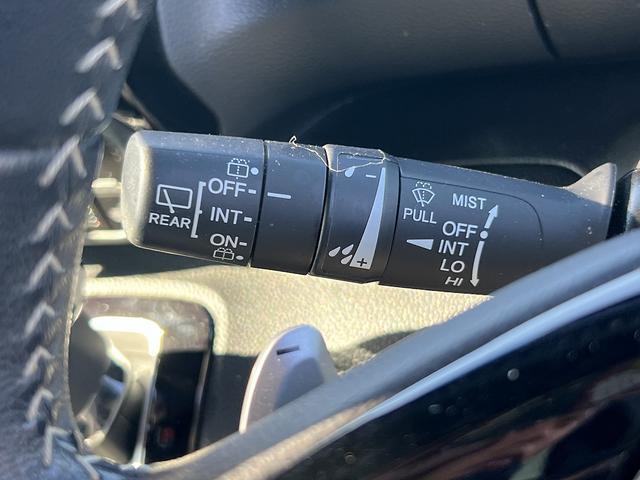 REAR
OFF-
INT-
ON-
-
+
PULL
MIST
OFF
INT
LO
HI
-